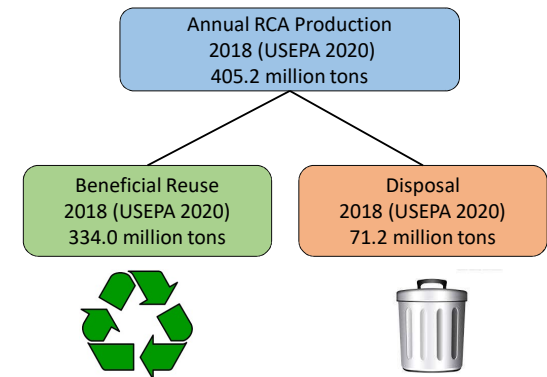 Annual RCA Production
2018 (USEPA 2020)
405.2 million tons
Beneficial Reuse
2018 (USEPA 2020)
334.0 million tons
Disposal
2018 (USEPA 2020)
71.2 million tons